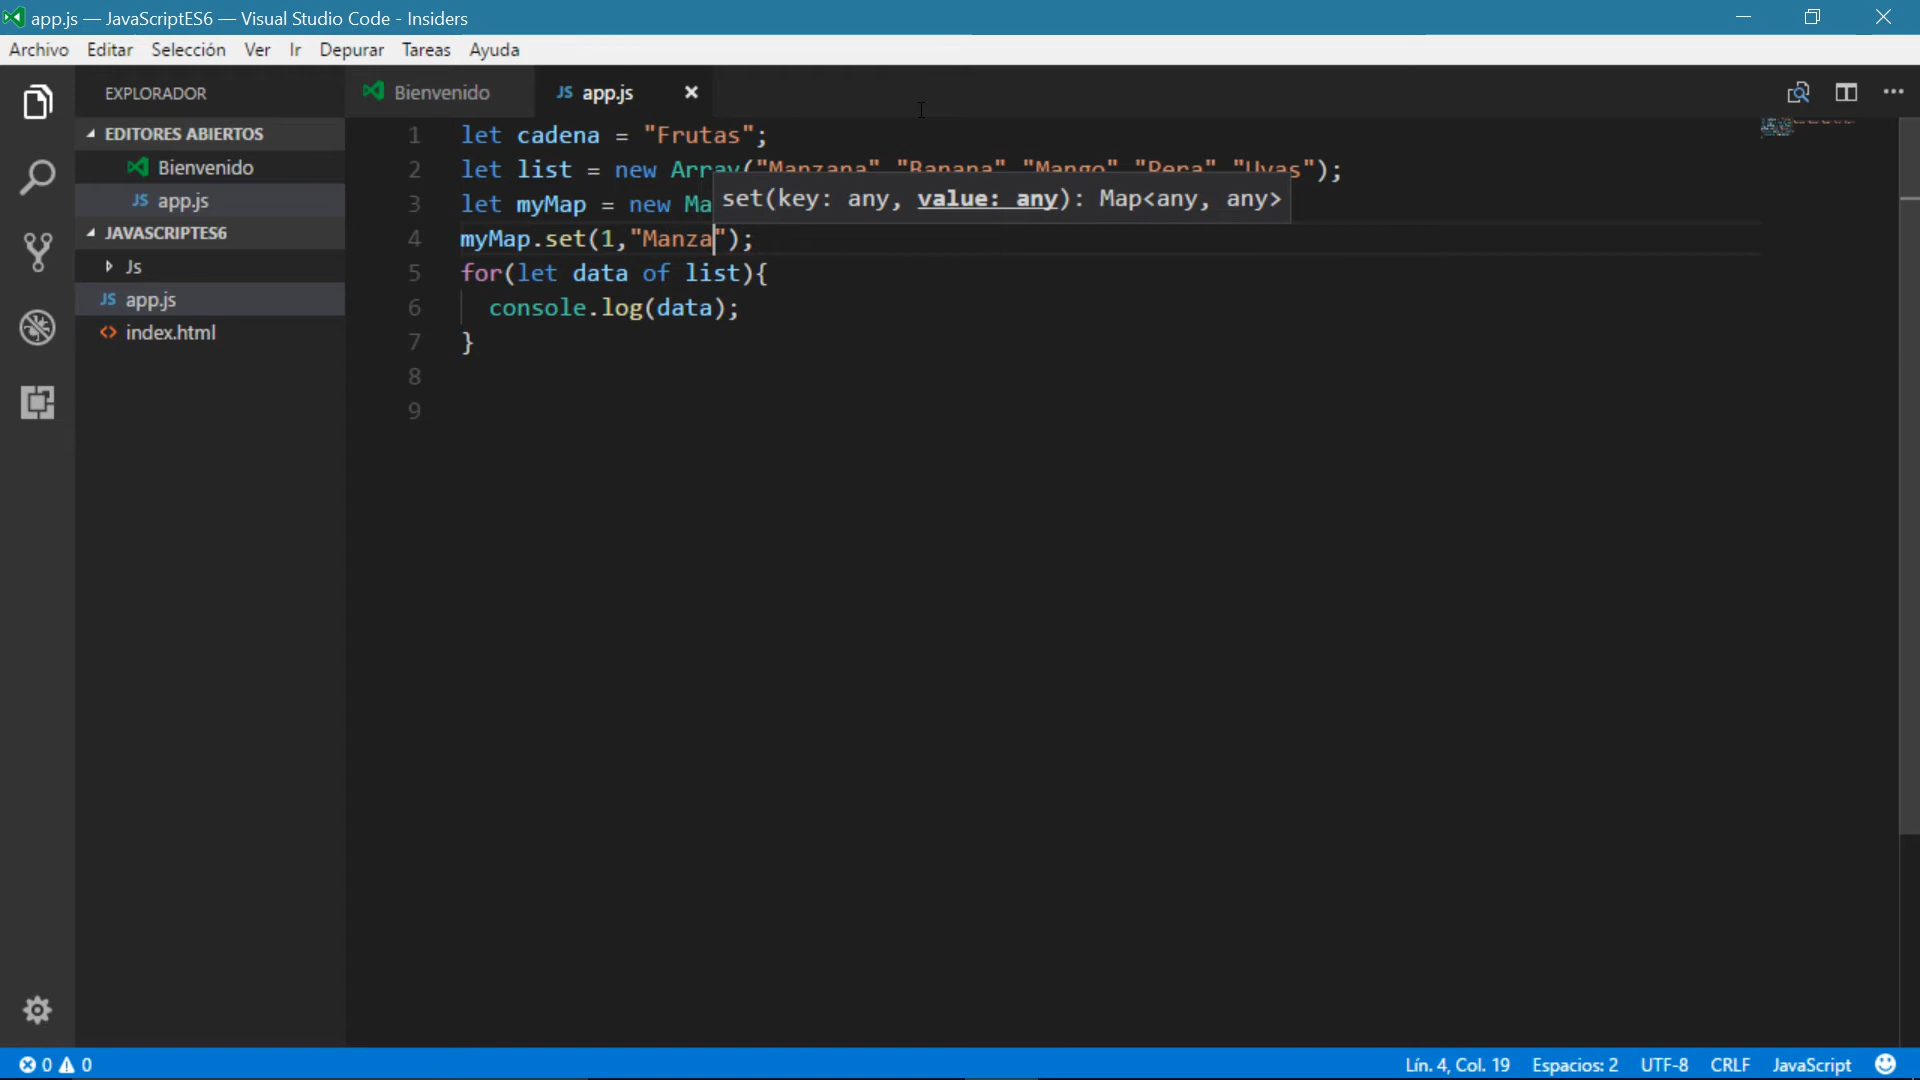 app.js — JavaScriptES6 — Visual Studio Code - Insiders
Archivo Editar Selección Ver Ir Depurar Tareas Ayuda
EXPLORADOR
EDITORES ABIERTOS
Bienvenido
JS app.js
JAVASCRIPTES6
Js
JS app.js
<> index.html
Bienvenido JS app.js
1 let cadena = "Frutas";
2 let list = new Array("Manzana","Banana","Mango","Pera","Uvas");
3 let myMap = new Ma
set(key: any, value: any): Map<any, any>
4 myMap.set(1,"Manza");
5 for(let data of list){
6 console.log(data);
7 }
8
9
0 0 Lín. 4, Col. 19 Espacios: 2 UTF-8 CRLF JavaScript